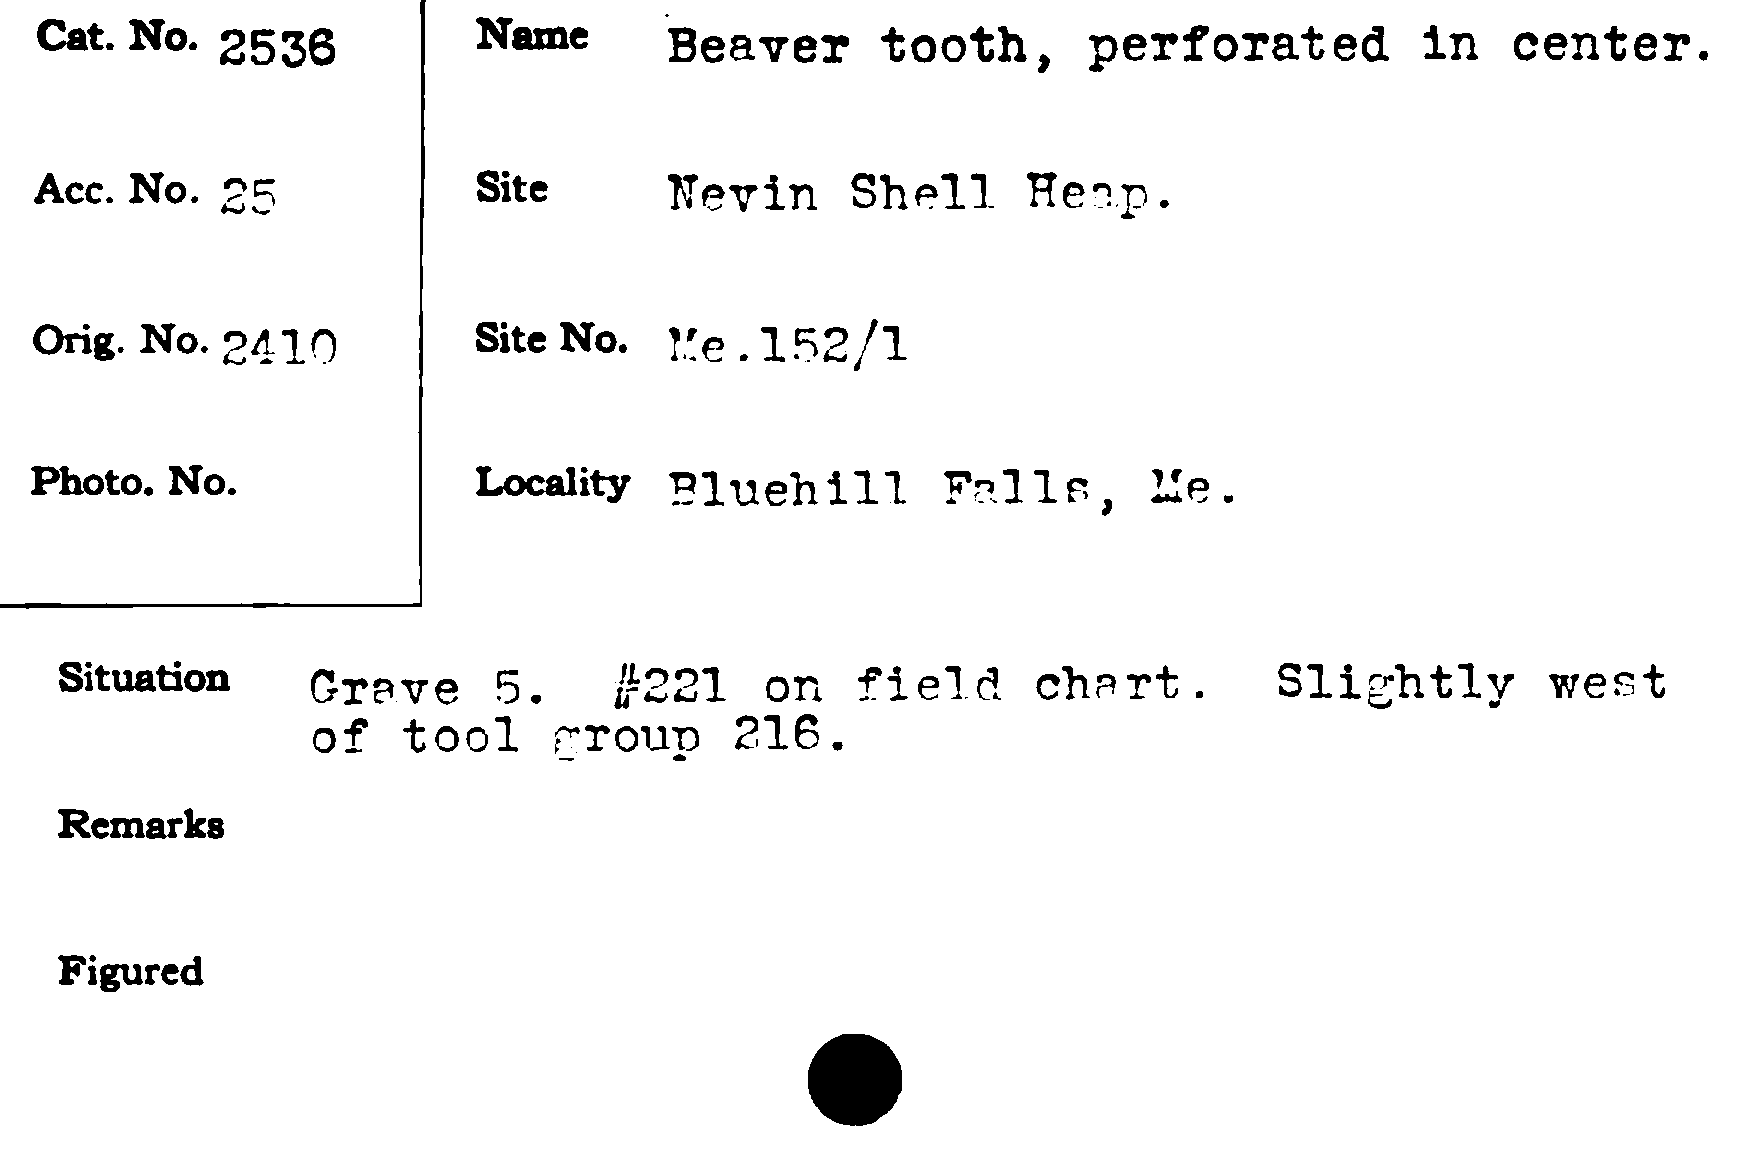 Cat. No. 2536
Name Beaver tooth, perforated in center.
Acc. No. 25
Site Nevin Shell Heap.
Orig. No. 2410
Site No. Me.152/1
Photo. No.
Locality Bluehill Falls, Me.
Situation Grave 5. #221 on field chart. Slightly west
of tool group 216.
Remarks
Figured